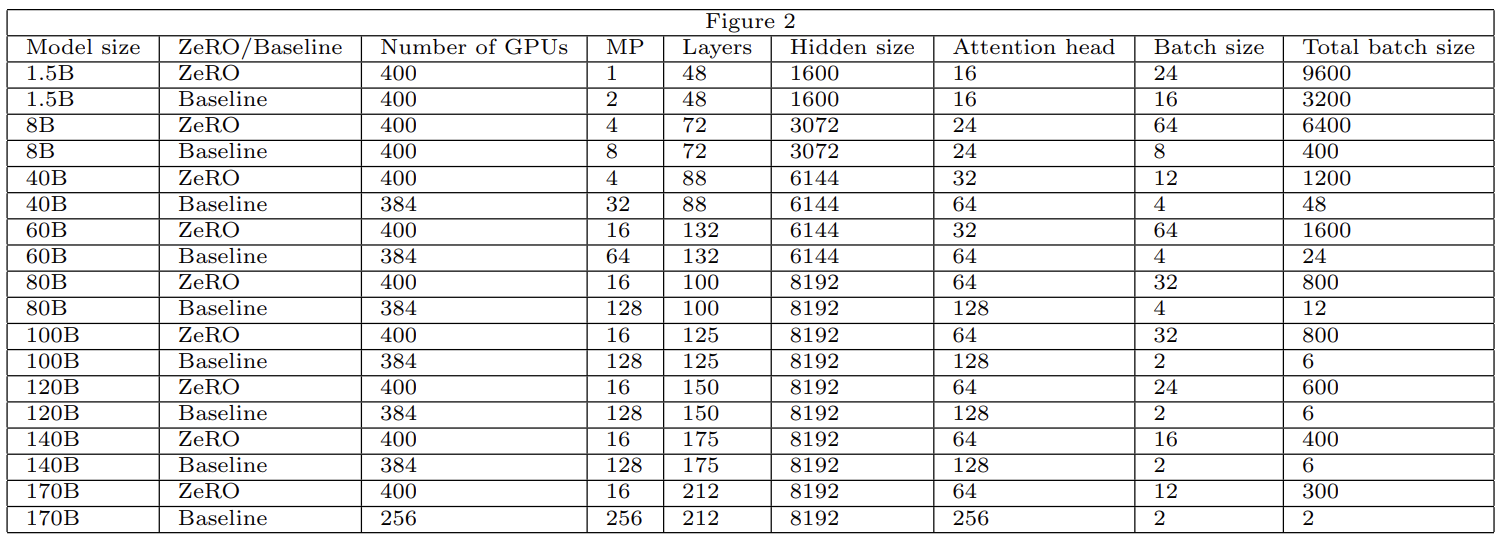 Figure 2
Model size ZeRO/Baseline Number of GPUs MP Layers Hidden size Attention head Batch size Total batch size
1.5B ZeRO 400 1 48 1600 16 24 9600
1.5B Baseline 400 2 48 1600 16 16 3200
8B ZeRO 400 4 72 3072 24 64 6400
8B Baseline 400 8 72 3072 24 8 400
40B ZeRO 400 4 88 6144 32 12 1200
40B Baseline 384 32 88 6144 64 4 48
60B ZeRO 400 16 132 6144 32 64 1600
60B Baseline 384 64 132 6144 64 4 24
80B ZeRO 400 16 100 8192 64 32 800
80B Baseline 384 128 100 8192 128 4 12
100B ZeRO 400 16 125 8192 64 32 800
100B Baseline 384 128 125 8192 128 2 6
120B ZeRO 400 16 150 8192 64 24 600
120B Baseline 384 128 150 8192 128 2 6
140B ZeRO 400 16 175 8192 64 16 400
140B Baseline 384 128 175 8192 128 2 6
170B ZeRO 400 16 212 8192 64 12 300
170B Baseline 256 256 212 8192 256 2 2